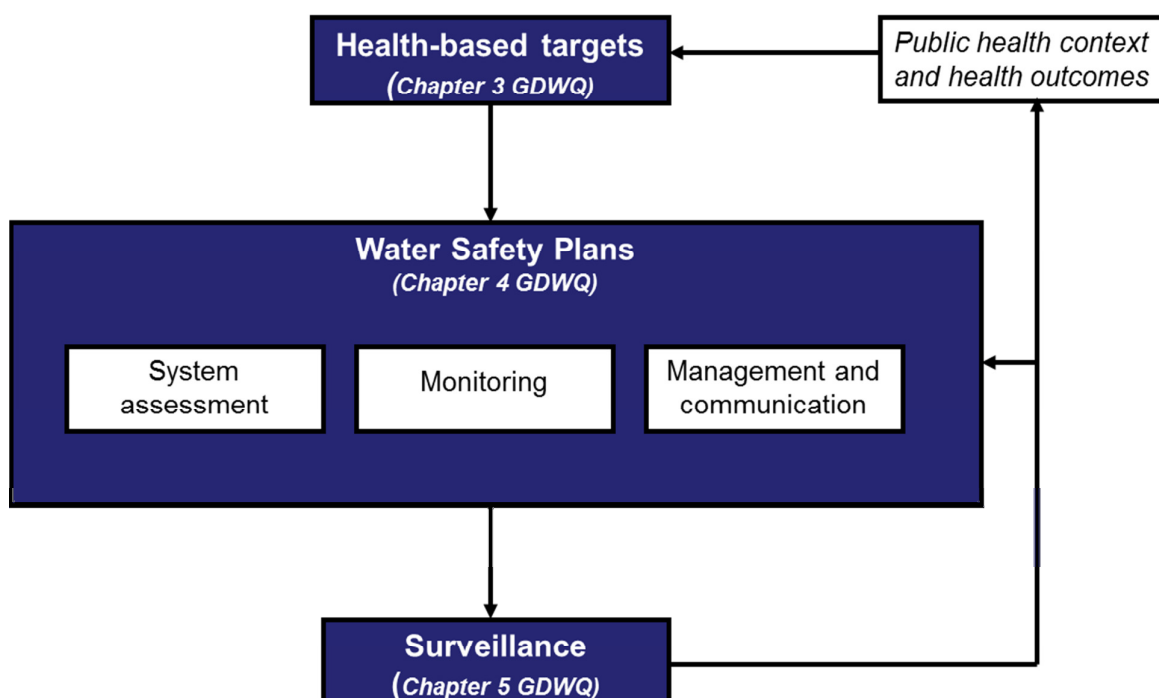 Health-based targets
(Chapter 3 GDWQ)
Public health context
and health outcomes
Water Safety Plans
(Chapter 4 GDWQ)
System
assessment
Monitoring
Management and
communication
Surveillance
(Chapter 5 GDWQ)